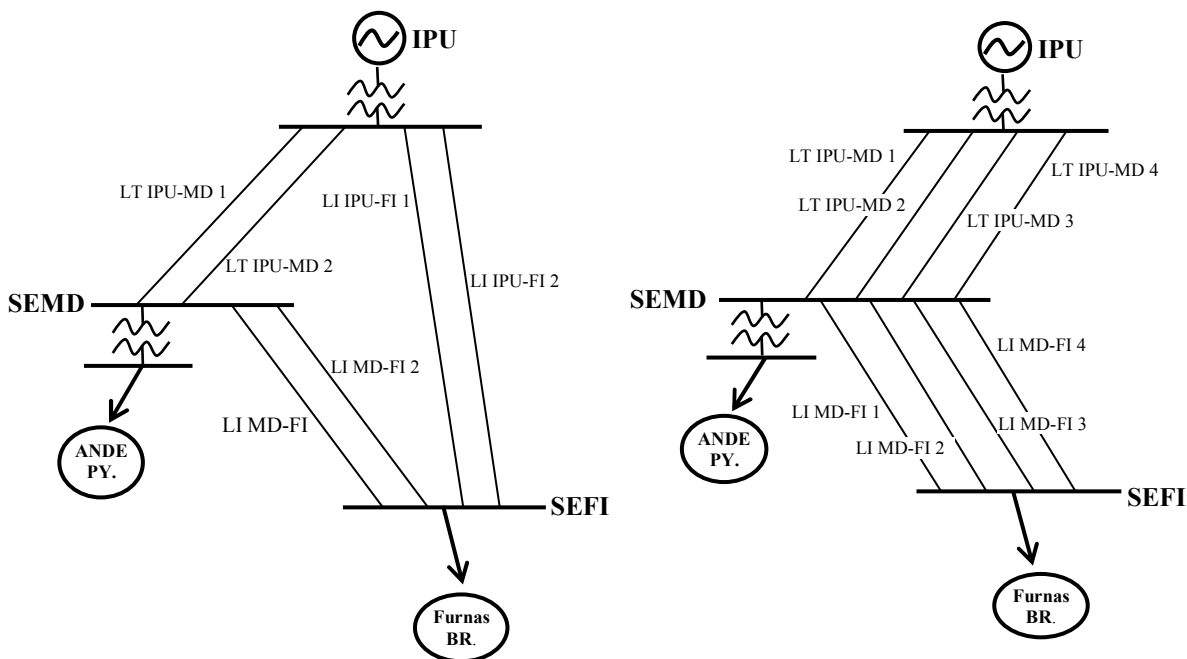 IPU
LT IPU-MD 1
LI IPU-FI 1
LT IPU-MD 2
LI IPU-FI 2
SEMD
LI MD-FI 2
LI MD-FI
ANDE
PY.
SEFI
Furnas
BR.
IPU
LT IPU-MD 1
LT IPU-MD 4
LT IPU-MD 2
LT IPU-MD 3
SEMD
LI MD-FI 4
LI MD-FI 1
LI MD-FI 3
LI MD-FI 2
ANDE
PY.
SEFI
Furnas
BR.